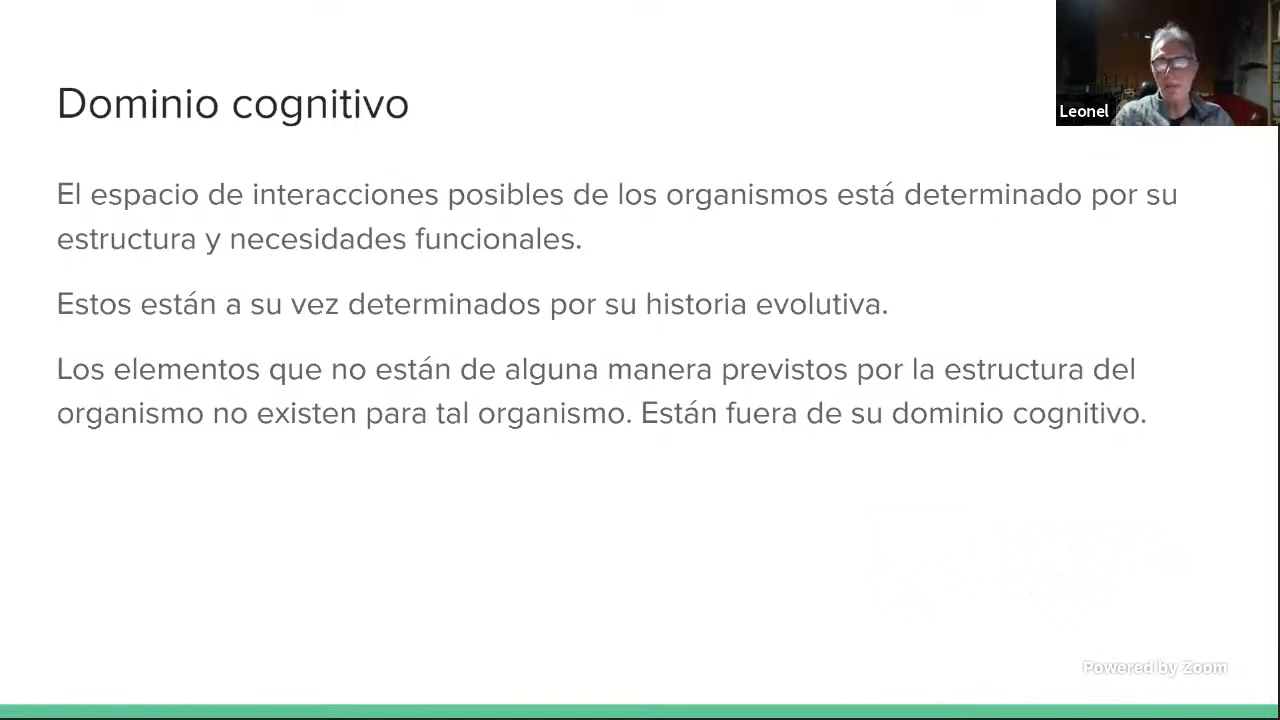 Dominio cognitivo
Leonel
El espacio de interacciones posibles de los organismos está determinado por su
estructura y necesidades funcionales.
Estos están a su vez determinados por su historia evolutiva.
Los elementos que no están de alguna manera previstos por la estructura del
organismo no existen para tal organismo. Están fuera de su dominio cognitivo.
Powered by Zoom